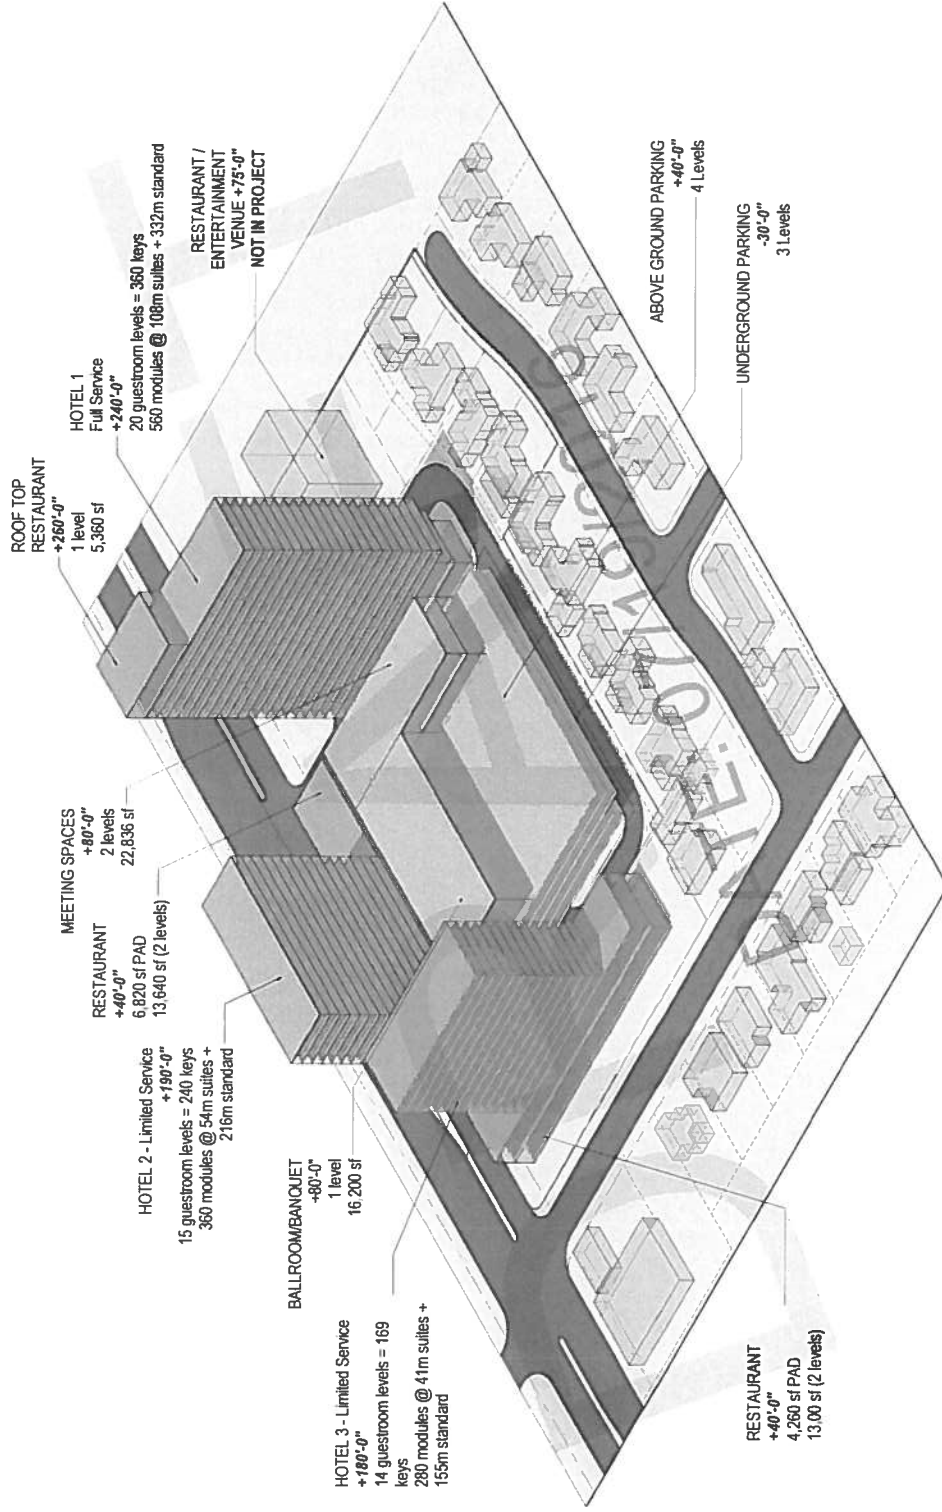 ROOF TOP
RESTAURANT
+260'-0"
1 level
5,360 sf
HOTEL 1
Full Service
+240'-0"
20 guestroom levels = 360 keys
560 modules @ 108m suites + 332m standard
RESTAURANT /
ENTERTAINMENT
VENUE +75'-0"
NOT IN PROJECT
MEETING SPACES
+80'-0"
2 levels
22,836 sf
RESTAURANT
+40'-0"
6,820 sf PAD
13,640 sf (2 levels)
HOTEL 2 - Limited Service
+190'-0"
15 guestroom levels = 240 keys
360 modules @ 54m suites +
216m standard
BALLROOM/BANQUET
+80'-0"
1 level
16,200 sf
HOTEL 3 - Limited Service
+180'-0"
14 guestroom levels = 169
keys
280 modules @ 41m suites +
155m standard
RESTAURANT
+40'-0"
4,260 sf PAD
13,00 sf (2 levels)
ABOVE GROUND PARKING
+40'-0"
4 Levels
UNDERGROUND PARKING
-30'-0"
3 Levels